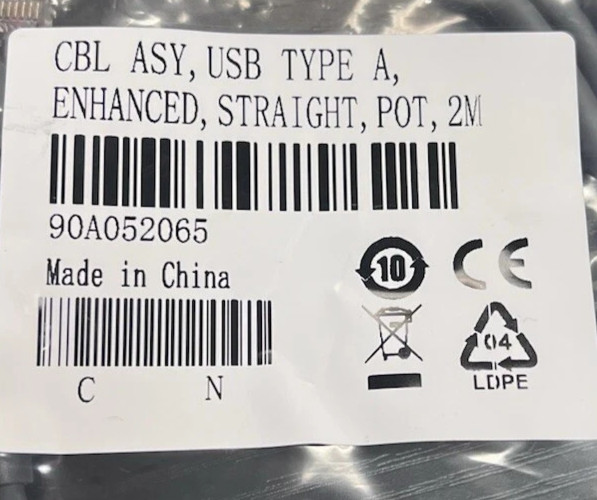 CBL ASY, USB TYPE A,
ENHANCED, STRAIGHT, POT, 2M
90A052065
Made in China
C N
10
CE
04
LDPE